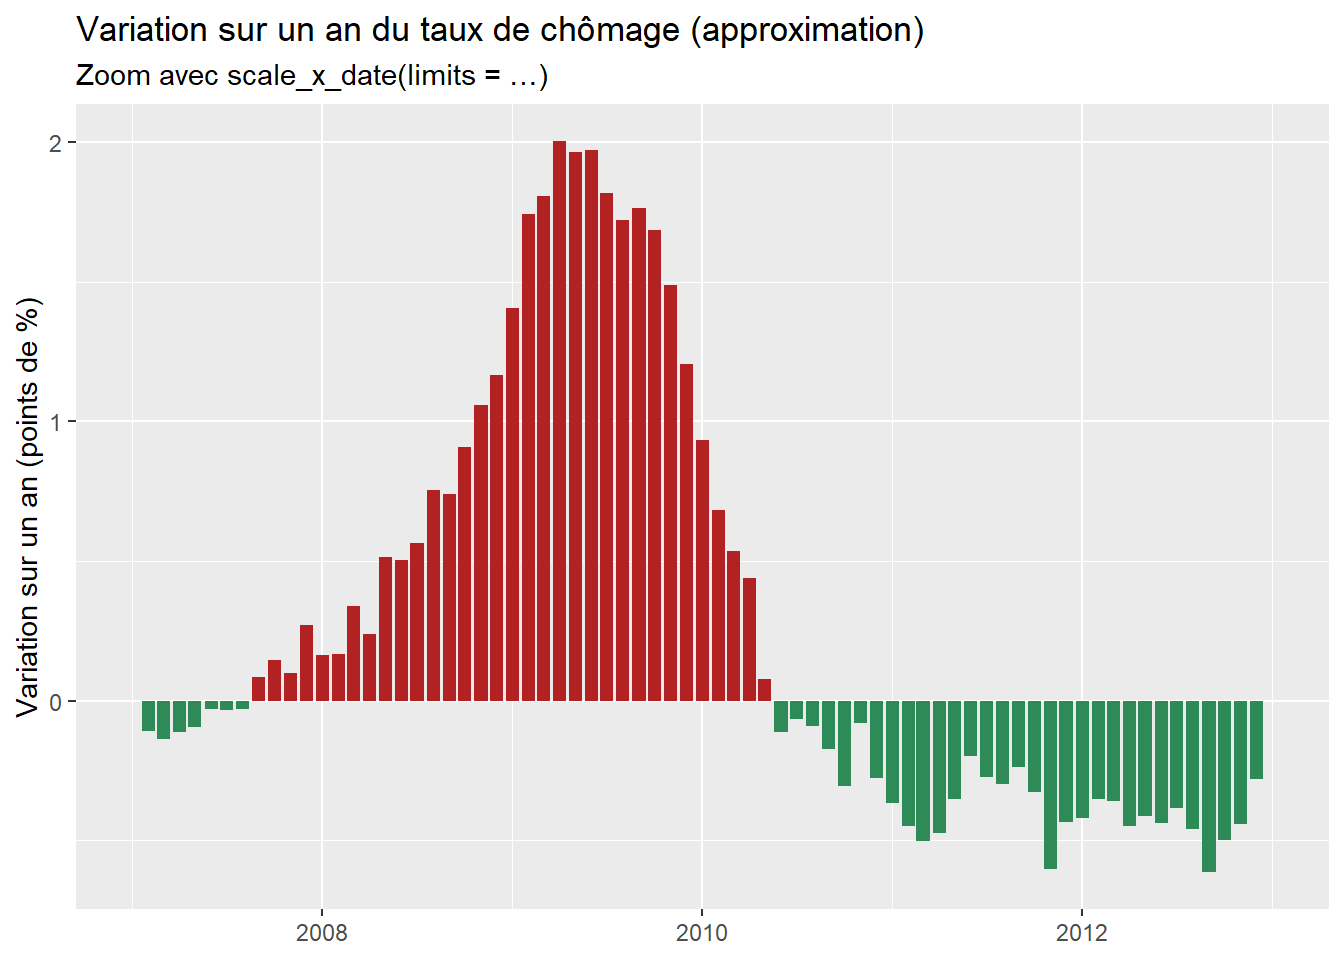 Variation sur un an du taux de chômage (approximation)
Zoom avec scale_x_date(limits = …)
Variation sur un an (points de %)
2
1
0
2008
2010
2012